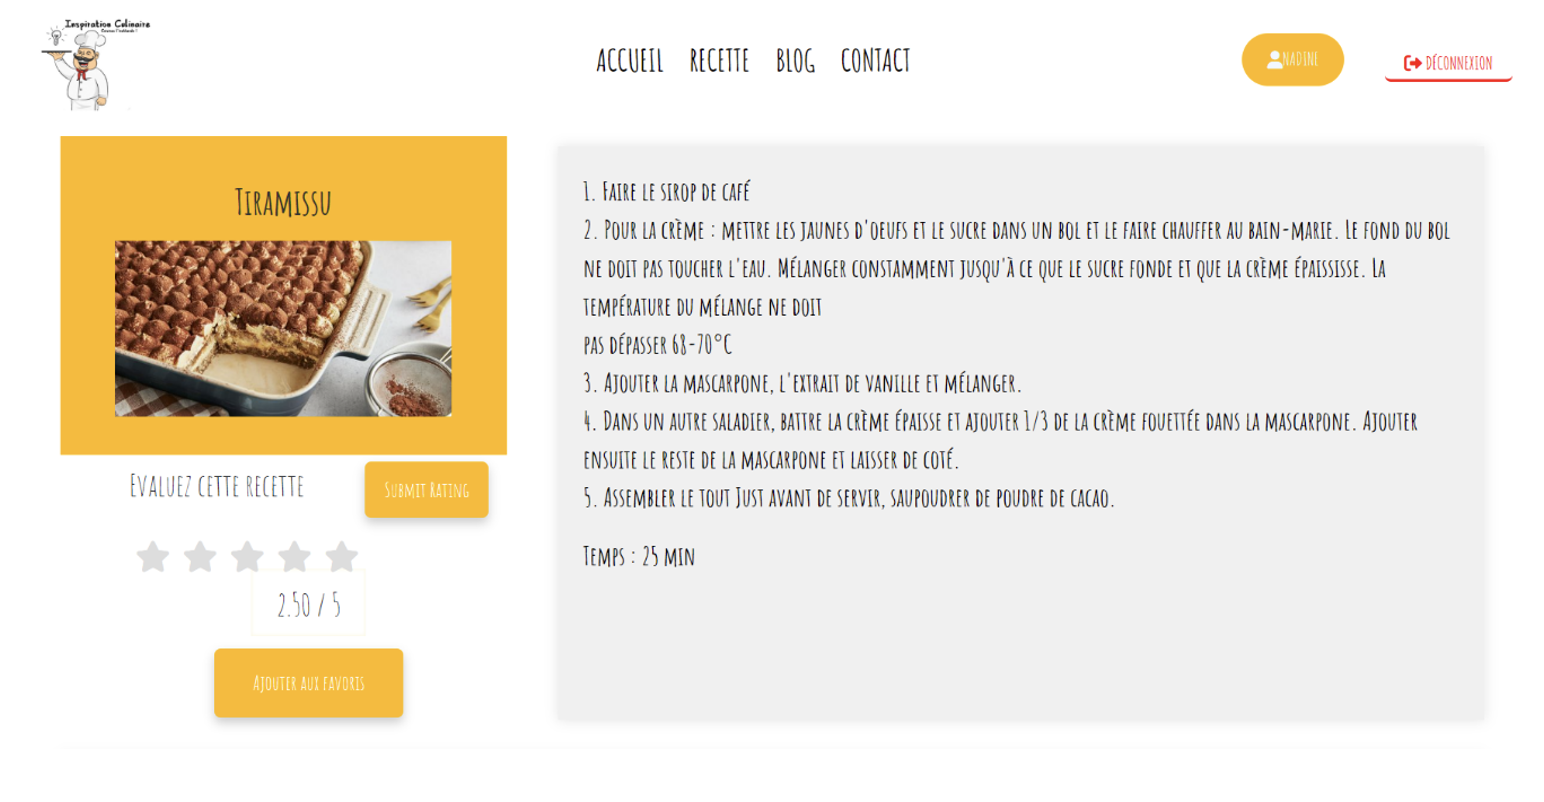 Inspiration Culinaire
ACCUEIL RECETTE BLOG CONTACT
NADINE
DÉCONNEXION
Tiramissu
Evaluez cette recette
Submit Rating
2.50 / 5
Ajouter aux favoris
1. Faire le sirop de café
2. Pour la crème : mettre les jaunes d'oeufs et le sucre dans un bol et le faire chauffer au bain-marie. Le fond du bol
ne doit pas toucher l'eau. Mélanger constamment jusqu'à ce que le sucre fonde et que la crème épaississe. La
température du mélange ne doit
pas dépasser 68-70°C
3. Ajouter la mascarpone, l'extrait de vanille et mélanger.
4. Dans un autre saladier, battre la crème épaisse et ajouter 1/3 de la crème fouettée dans la mascarpone. Ajouter
ensuite le reste de la mascarpone et laisser de coté.
5. Assembler le tout Just avant de servir, saupoudrer de poudre de cacao.
Temps : 25 min